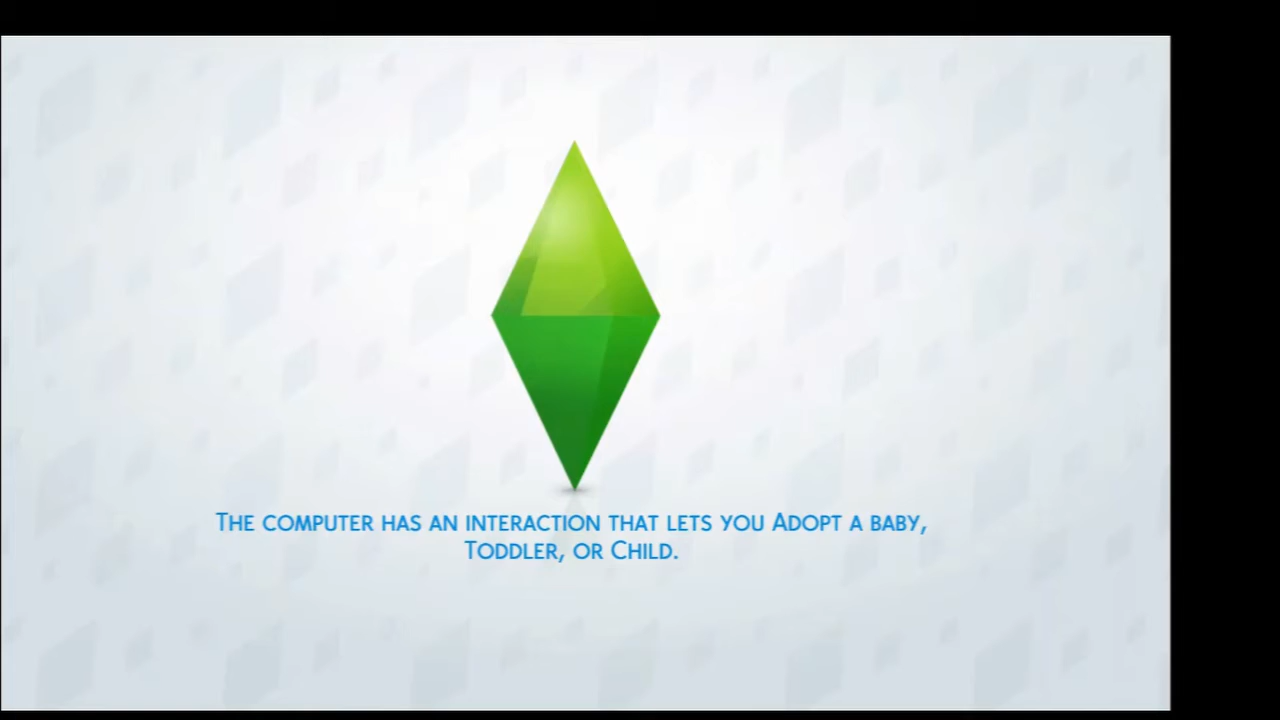 The computer has an interaction that lets you Adopt a baby,
Toddler, or Child.